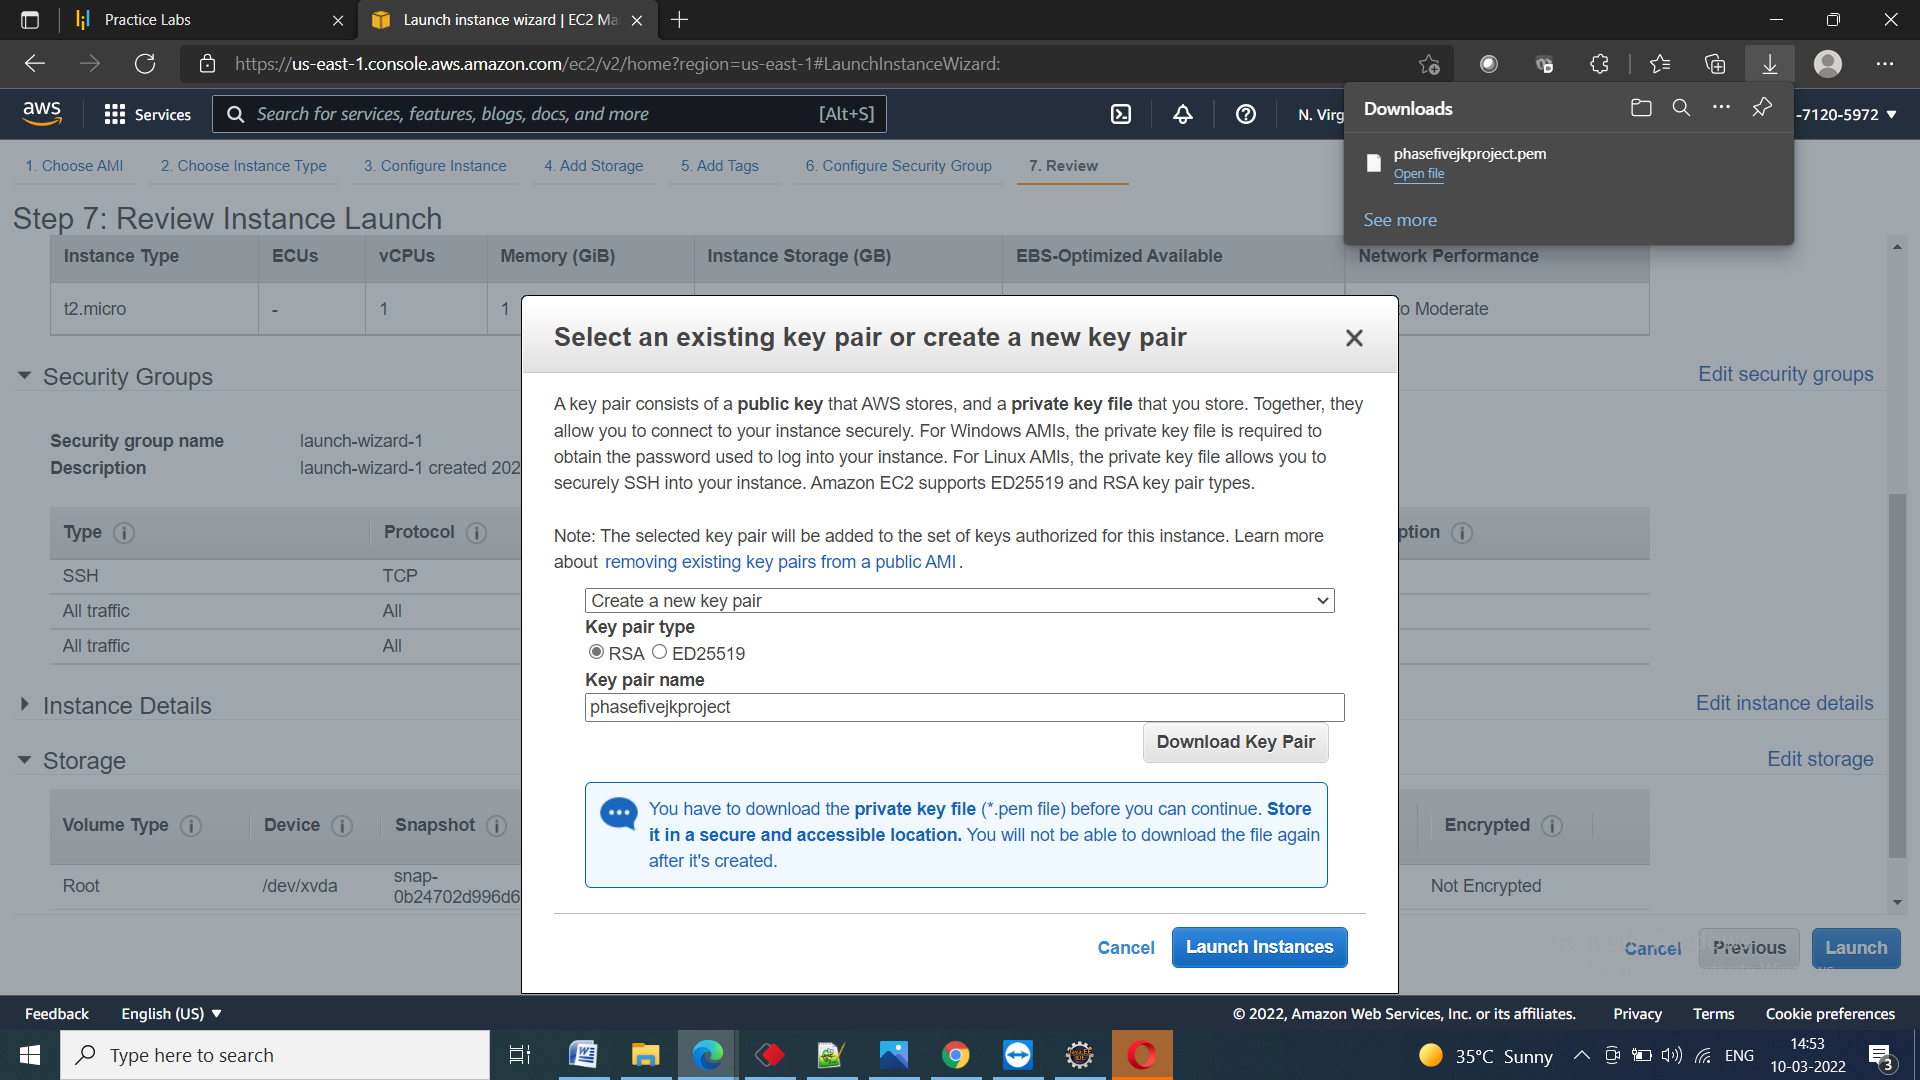 Practice Labs
Launch instance wizard | EC2 Ma
https://us-east-1.console.aws.amazon.com/ec2/v2/home?region=us-east-1#LaunchInstanceWizard:
aws
Services
Search for services, features, blogs, docs, and more
[Alt+S]
N. Virg
-7120-5972
Downloads
phasefivejkproject.pem
Open file
See more
1. Choose AMI
2. Choose Instance Type
3. Configure Instance
4. Add Storage
5. Add Tags
6. Configure Security Group
7. Review
Step 7: Review Instance Launch
Instance Type ECUs vCPUs Memory (GiB) Instance Storage (GB) EBS-Optimized Available Network Performance
t2.micro - 1 1 o Moderate
Security Groups
Edit security groups
Security group name launch-wizard-1
Description launch-wizard-1 created 202
Type Protocol ption
SSH TCP
All traffic All
All traffic All
Instance Details
Edit instance details
Storage
Edit storage
Volume Type Device Snapshot Encrypted
Root /dev/xvda snap-
0b24702d996d6
Not Encrypted
Select an existing key pair or create a new key pair
A key pair consists of a public key that AWS stores, and a private key file that you store. Together, they
allow you to connect to your instance securely. For Windows AMIs, the private key file is required to
obtain the password used to log into your instance. For Linux AMIs, the private key file allows you to
securely SSH into your instance. Amazon EC2 supports ED25519 and RSA key pair types.
Note: The selected key pair will be added to the set of keys authorized for this instance. Learn more
about removing existing key pairs from a public AMI.
Create a new key pair
Key pair type
RSA ED25519
Key pair name
phasefivejkproject
Download Key Pair
You have to download the private key file (*.pem file) before you can continue. Store
it in a secure and accessible location. You will not be able to download the file again
after it's created.
Cancel Launch Instances
Cancel Previous Launch
Feedback English (US)
© 2022, Amazon Web Services, Inc. or its affiliates. Privacy Terms Cookie preferences
Type here to search
35°C Sunny
ENG
14:53
10-03-2022
3